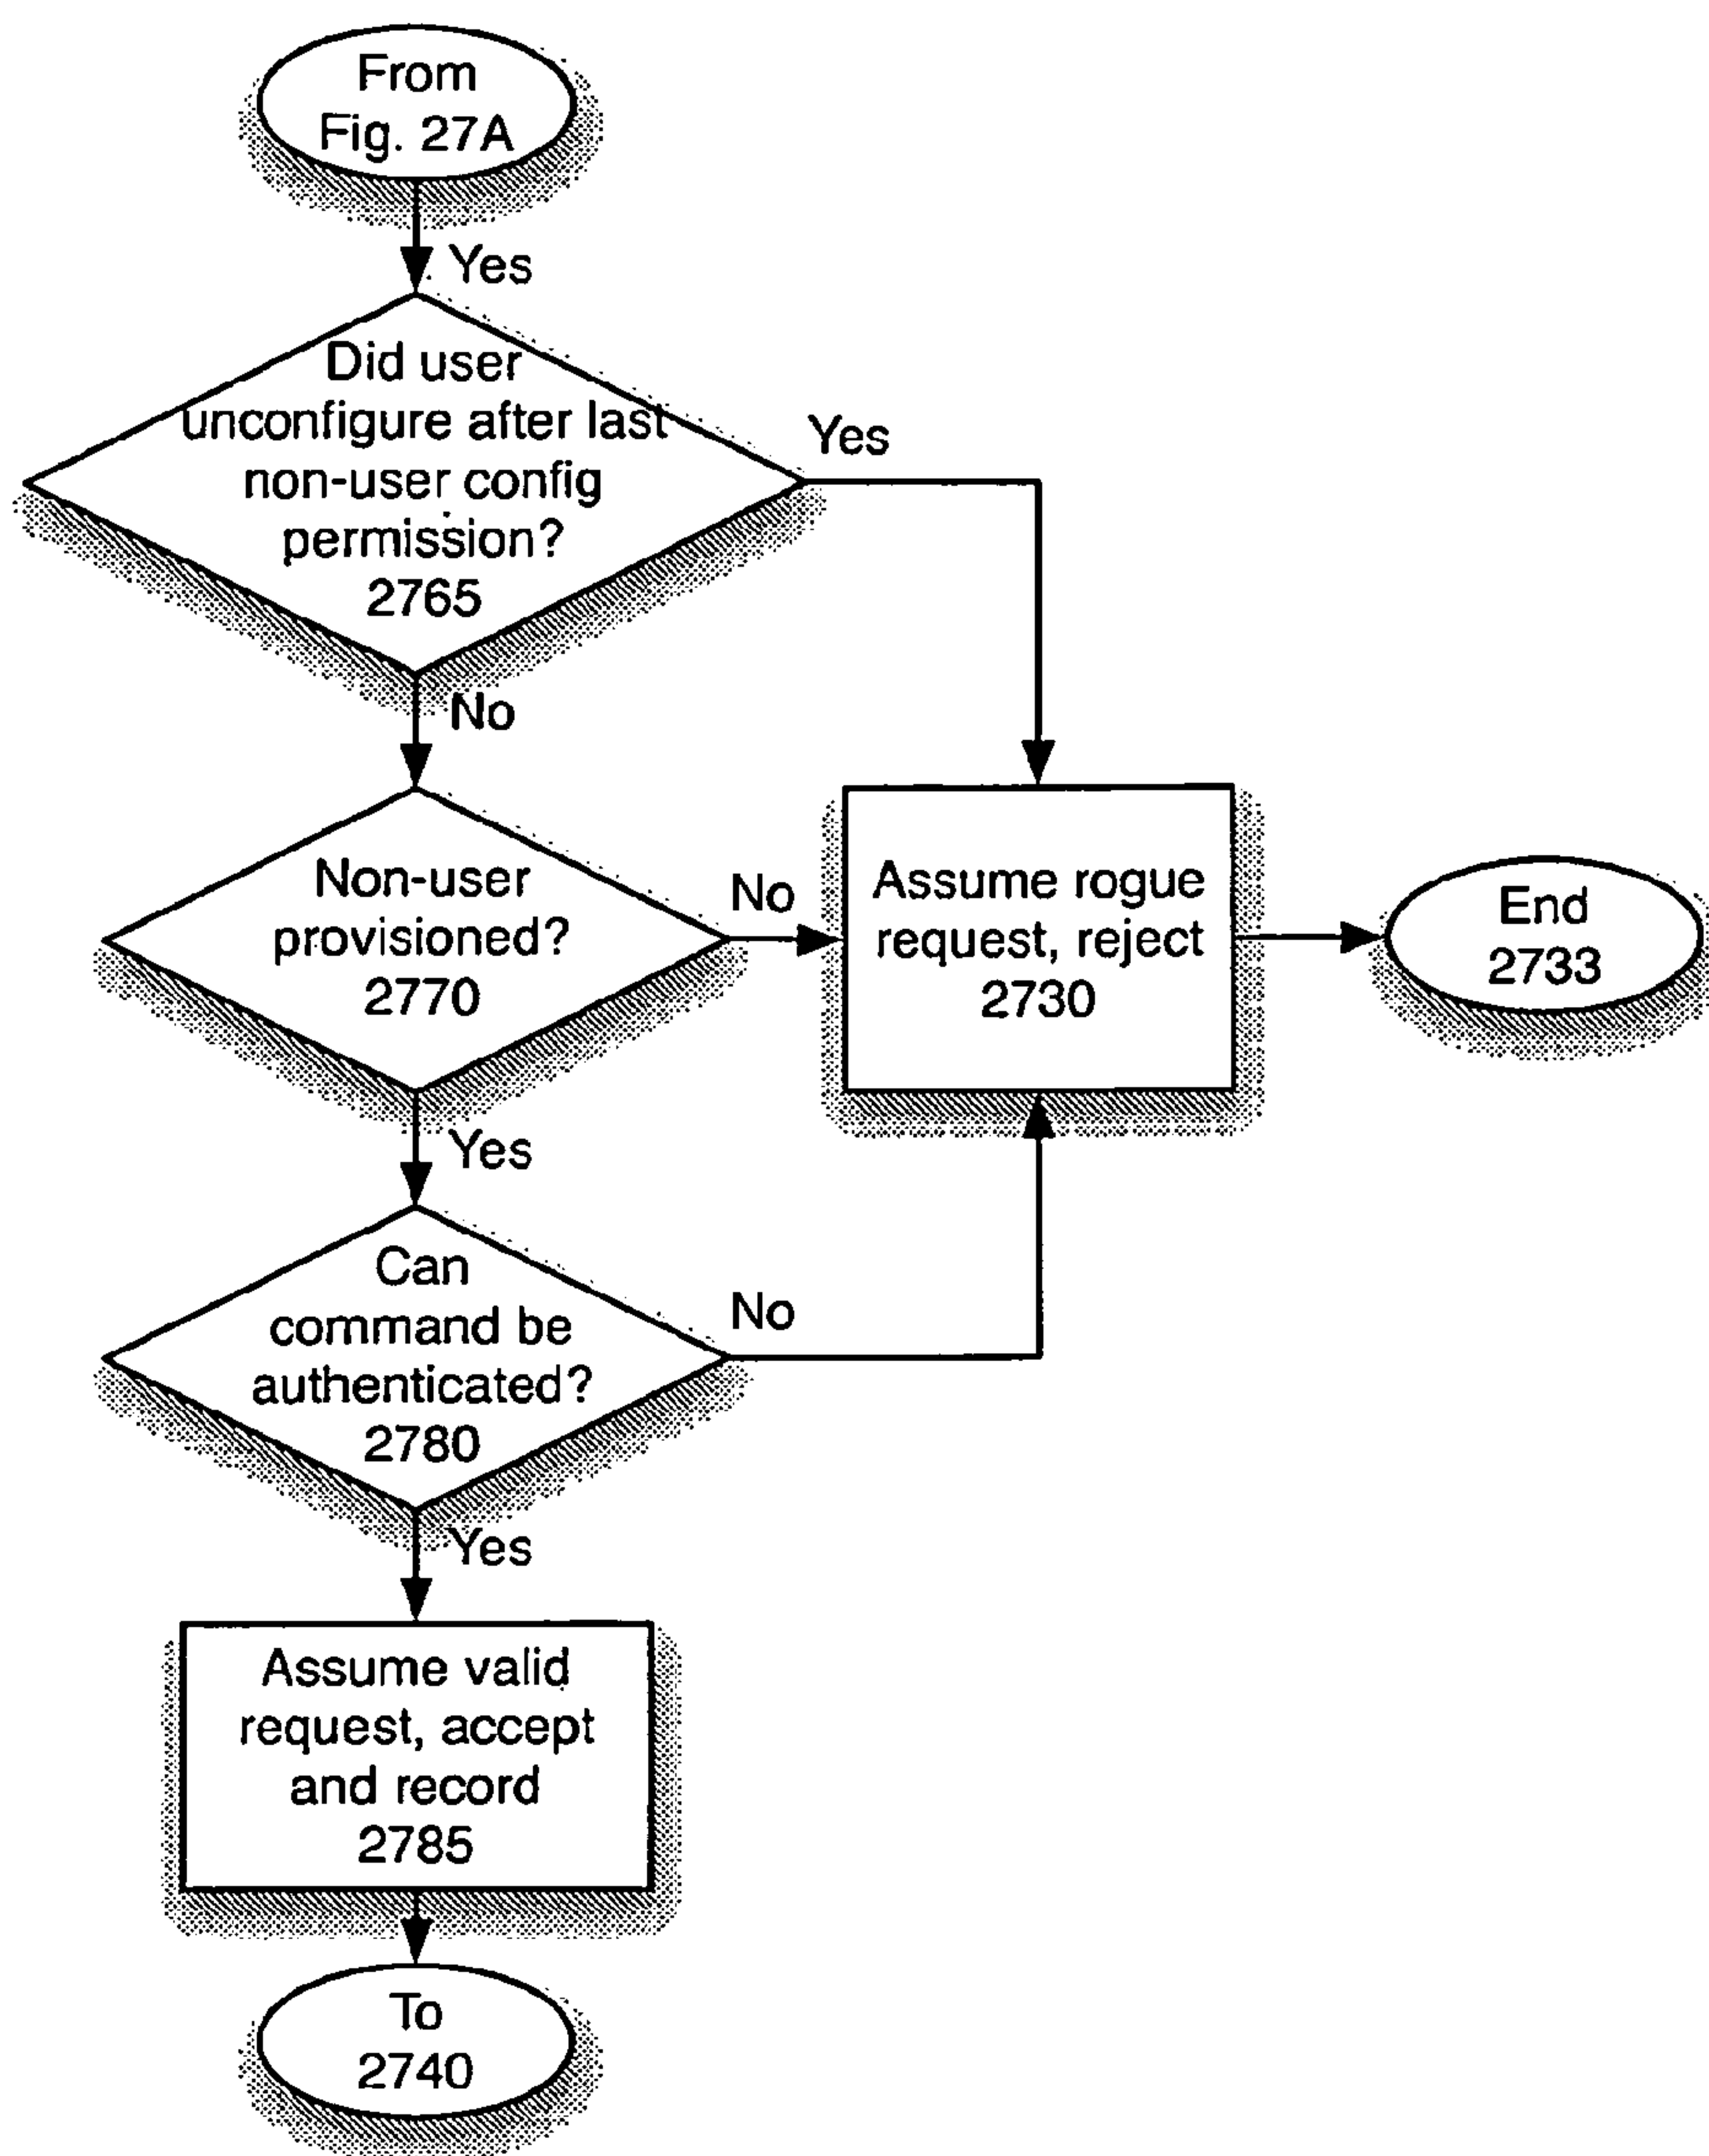 From
Fig. 27A
Yes
Did user
unconfigure after last
non-user config
permission?
2765
Yes
No
Non-user
provisioned?
2770
No
Assume rogue
request, reject
2730
End
2733
Yes
Can
command be
authenticated?
2780
No
Yes
Assume valid
request, accept
and record
2785
To
2740